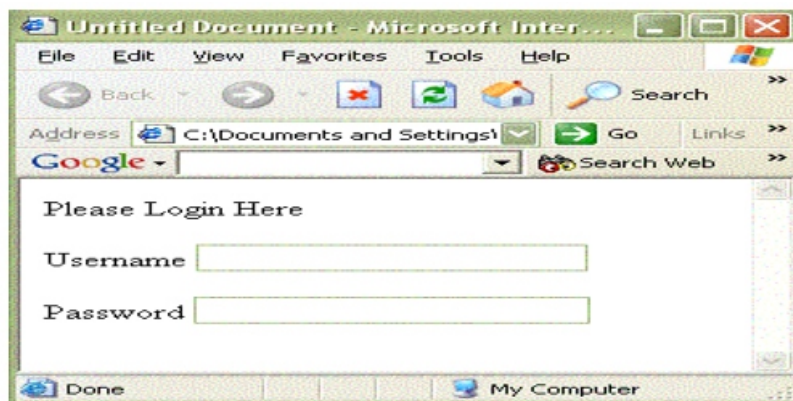 Untitled Document - Microsoft Inter...
File Edit View Favorites Tools Help
Back Search
Address C:\Documents and Settings\ Go Links »
Google Search Web »
Please Login Here
Username
Password
Done My Computer